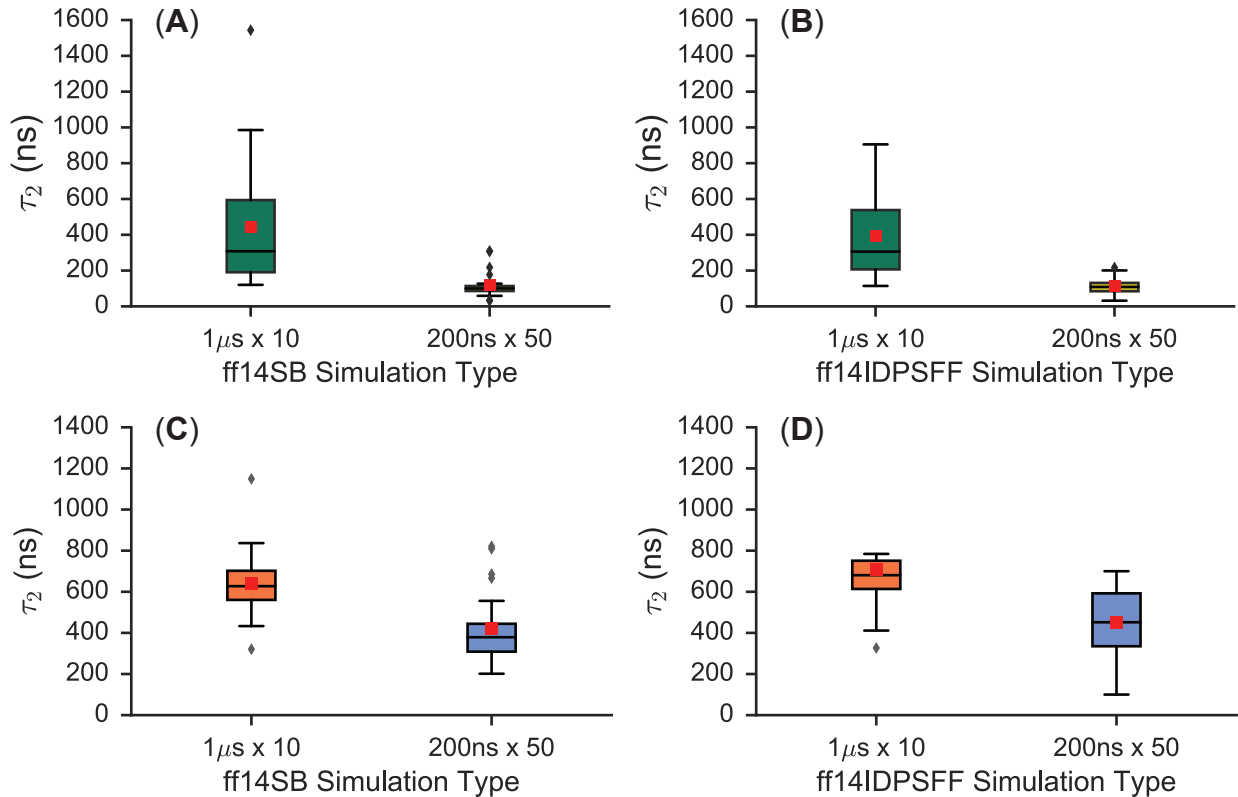 (A)
τ₂ (ns)
1600
1400
1200
1000
800
600
400
200
0
1μs x 10
200ns x 50
ff14SB Simulation Type
(B)
τ₂ (ns)
1600
1400
1200
1000
800
600
400
200
0
1μs x 10
200ns x 50
ff14IDPSFF Simulation Type
(C)
τ₂ (ns)
1400
1200
1000
800
600
400
200
0
1μs x 10
200ns x 50
ff14SB Simulation Type
(D)
τ₂ (ns)
1400
1200
1000
800
600
400
200
0
1μs x 10
200ns x 50
ff14IDPSFF Simulation Type